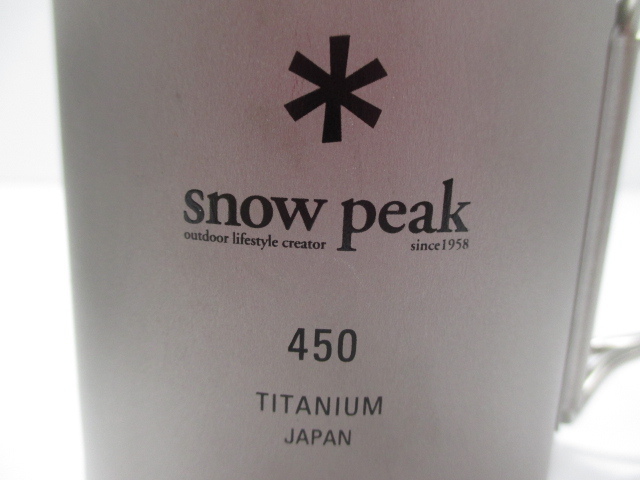 snow peak
outdoor lifestyle creator since1958
450
TITANIUM
JAPAN